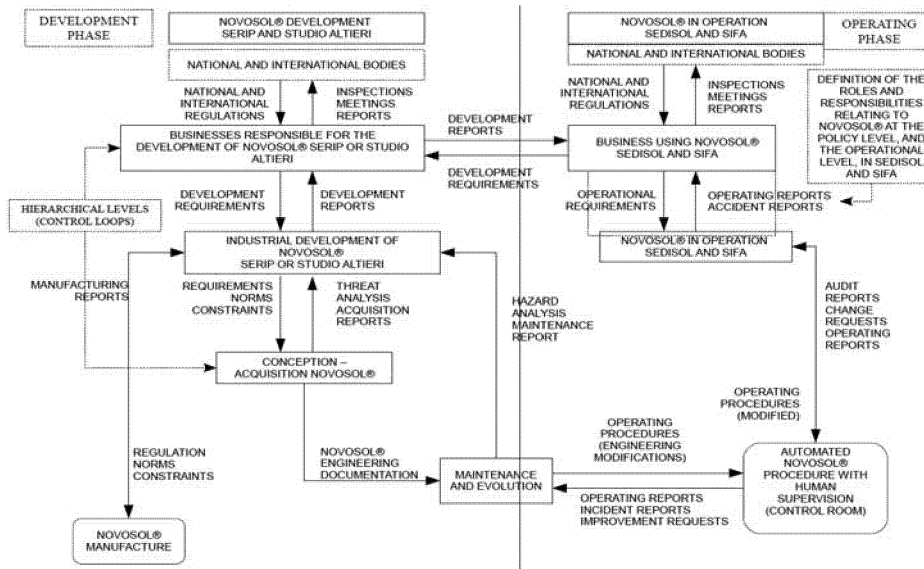 DEVELOPMENT
PHASE
NOVOSOL® DEVELOPMENT
SERIP AND STUDIO ALTIERI
NATIONAL AND INTERNATIONAL BODIES
NATIONAL AND
INTERNATIONAL
REGULATIONS
INSPECTIONS
MEETINGS
REPORTS
BUSINESSES RESPONSIBLE FOR THE
DEVELOPMENT OF NOVOSOL® SERIP OR STUDIO
ALTIERI
DEVELOPMENT
REQUIREMENTS
DEVELOPMENT
REPORTS
HIERARCHICAL LEVELS
(CONTROL LOOPS)
INDUSTRIAL DEVELOPMENT OF
NOVOSOL®
SERIP OR STUDIO ALTIERI
MANUFACTURING
REPORTS
REQUIREMENTS
NORMS
CONSTRAINTS
THREAT
ANALYSIS
ACQUISITION
REPORTS
CONCEPTION –
ACQUISITION NOVOSOL®
REGULATION
NORMS
CONSTRAINTS
NOVOSOL®
ENGINEERING
DOCUMENTATION
NOVOSOL®
MANUFACTURE
DEVELOPMENT
REPORTS
DEVELOPMENT
REQUIREMENTS
HAZARD
ANALYSIS
MAINTENANCE
REPORT
MAINTENANCE
AND EVOLUTION
NOVOSOL® IN OPERATION
SEDISOL AND SIFA
OPERATING
PHASE
NATIONAL AND INTERNATIONAL BODIES
NATIONAL AND
INTERNATIONAL
REGULATIONS
INSPECTIONS
MEETINGS
REPORTS
DEFINITION OF THE
ROLES AND
RESPONSIBILITIES
RELATING TO
NOVOSOL® AT THE
POLICY LEVEL, AND
THE OPERATIONAL
LEVEL, IN SEDISOL
AND SIFA
BUSINESS USING NOVOSOL®
SEDISOL AND SIFA
OPERATIONAL
REQUIREMENTS
OPERATING REPORTS
ACCIDENT REPORTS
NOVOSOL® IN OPERATION
SEDISOL AND SIFA
AUDIT
REPORTS
CHANGE
REQUESTS
OPERATING
REPORTS
OPERATING
PROCEDURES
(MODIFIED)
OPERATING
PROCEDURES
(ENGINEERING
MODIFICATIONS)
OPERATING REPORTS
INCIDENT REPORTS
IMPROVEMENT REQUESTS
AUTOMATED
NOVOSOL®
PROCEDURE WITH
HUMAN
SUPERVISION
(CONTROL ROOM)